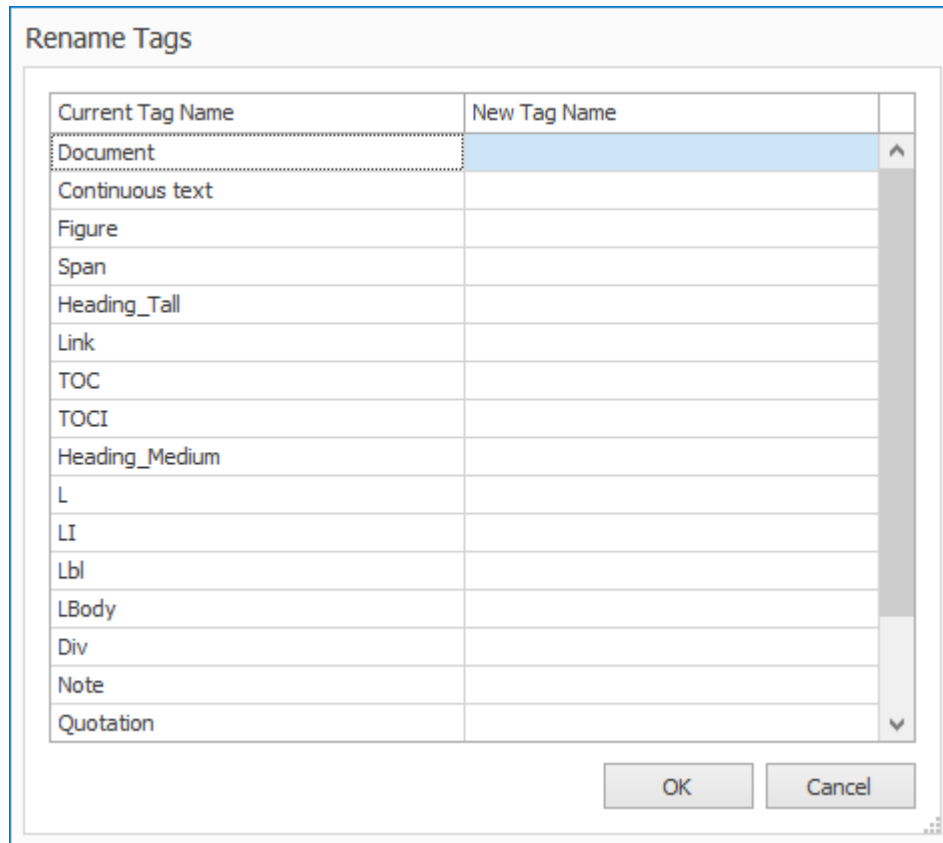 Rename Tags
Current Tag Name New Tag Name
Document
Continuous text
Figure
Span
Heading_Tall
Link
TOC
TOCI
Heading_Medium
L
LI
Lbl
LBody
Div
Note
Quotation
OK Cancel